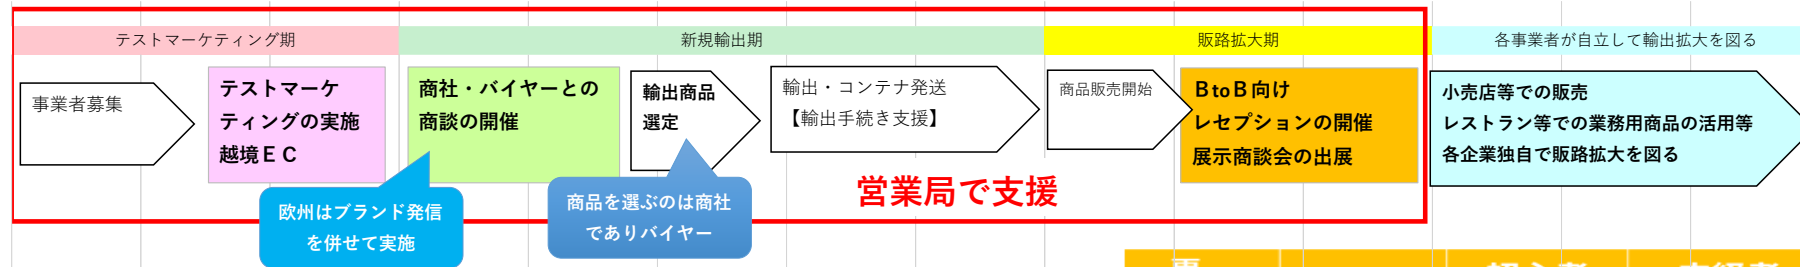 テストマーケティング期
新規輸出期
販路拡大期
各事業者が自立して輸出拡大を図る
事業者募集
テストマーケ
ティングの実施
越境ＥＣ
商社・バイヤーとの
商談の開催
輸出商品
選定
輸出・コンテナ発送
【輸出手続き支援】
商品販売開始
ＢtoＢ向け
レセプションの開催
展示商談会の出展
小売店等での販売
レストラン等での業務用商品の活用等
各企業独自で販路拡大を図る
欧州はブランド発信
を併せて実施
商品を選ぶのは商社
でありバイヤー
営業局で支援